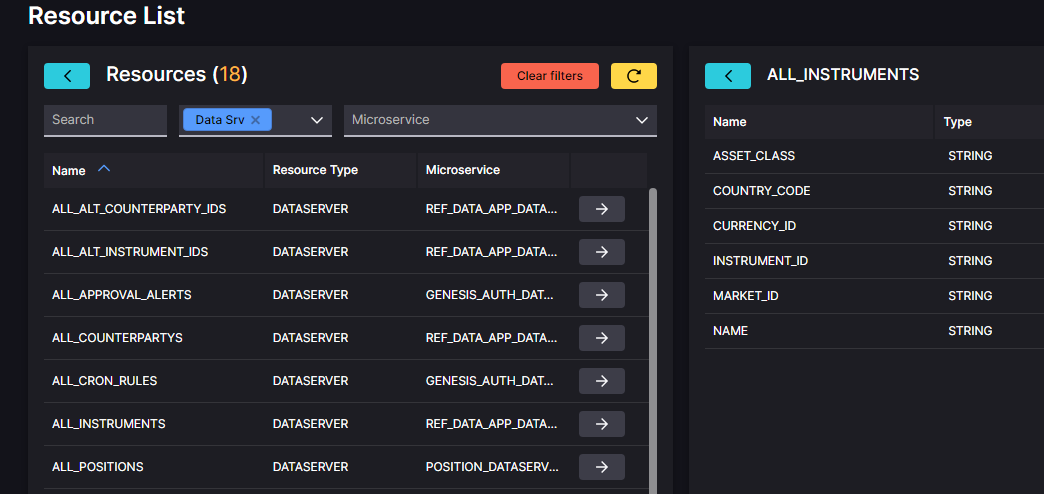 Resource List
Resources (18)
Clear filters
Search
Data Srv
Microservice
Name Resource Type Microservice
ALL_ALT_COUNTERPARTY_IDS DATASERVER REF_DATA_APP_DATA...
ALL_ALT_INSTRUMENT_IDS DATASERVER REF_DATA_APP_DATA...
ALL_APPROVAL_ALERTS DATASERVER GENESIS_AUTH_DAT...
ALL_COUNTERPARTYS DATASERVER REF_DATA_APP_DATA...
ALL_CRON_RULES DATASERVER GENESIS_AUTH_DAT...
ALL_INSTRUMENTS DATASERVER REF_DATA_APP_DATA...
ALL_POSITIONS DATASERVER POSITION_DATASERV...
ALL_INSTRUMENTS
Name Type
ASSET_CLASS STRING
COUNTRY_CODE STRING
CURRENCY_ID STRING
INSTRUMENT_ID STRING
MARKET_ID STRING
NAME STRING